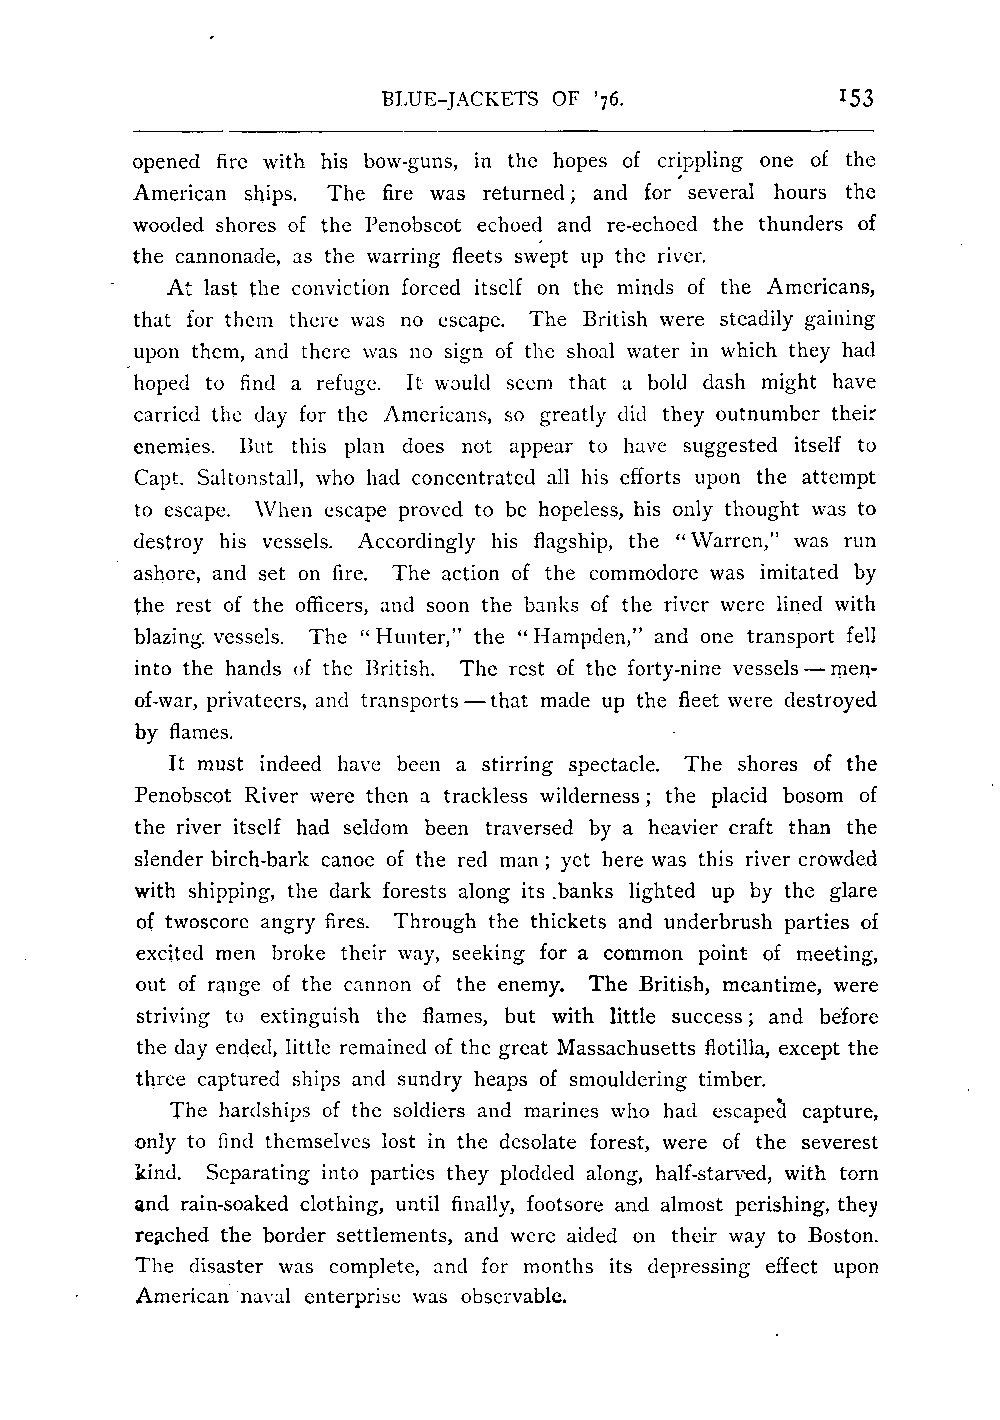 BLUE-JACKETS OF '76. 153
opened fire with his bow-guns, in the hopes of crippling one of the
American ships. The fire was returned; and for several hours the
wooded shores of the Penobscot echoed and re-echoed the thunders of
the cannonade, as the warring fleets swept up the river.
At last the conviction forced itself on the minds of the Americans,
that for them there was no escape. The British were steadily gaining
upon them, and there was no sign of the shoal water in which they had
hoped to find a refuge. It would seem that a bold dash might have
carried the day for the Americans, so greatly did they outnumber their
enemies. But this plan does not appear to have suggested itself to
Capt. Saltonstall, who had concentrated all his efforts upon the attempt
to escape. When escape proved to be hopeless, his only thought was to
destroy his vessels. Accordingly his flagship, the "Warren," was run
ashore, and set on fire. The action of the commodore was imitated by
the rest of the officers, and soon the banks of the river were lined with
blazing vessels. The "Hunter," the "Hampden," and one transport fell
into the hands of the British. The rest of the forty-nine vessels — men-
of-war, privateers, and transports — that made up the fleet were destroyed
by flames.
It must indeed have been a stirring spectacle. The shores of the
Penobscot River were then a trackless wilderness; the placid bosom of
the river itself had seldom been traversed by a heavier craft than the
slender birch-bark canoe of the red man; yet here was this river crowded
with shipping, the dark forests along its banks lighted up by the glare
of twoscore angry fires. Through the thickets and underbrush parties of
excited men broke their way, seeking for a common point of meeting,
out of range of the cannon of the enemy. The British, meantime, were
striving to extinguish the flames, but with little success; and before
the day ended, little remained of the great Massachusetts flotilla, except the
three captured ships and sundry heaps of smouldering timber.
The hardships of the soldiers and marines who had escaped capture,
only to find themselves lost in the desolate forest, were of the severest
kind. Separating into parties they plodded along, half-starved, with torn
and rain-soaked clothing, until finally, footsore and almost perishing, they
reached the border settlements, and were aided on their way to Boston.
The disaster was complete, and for months its depressing effect upon
American naval enterprise was observable.